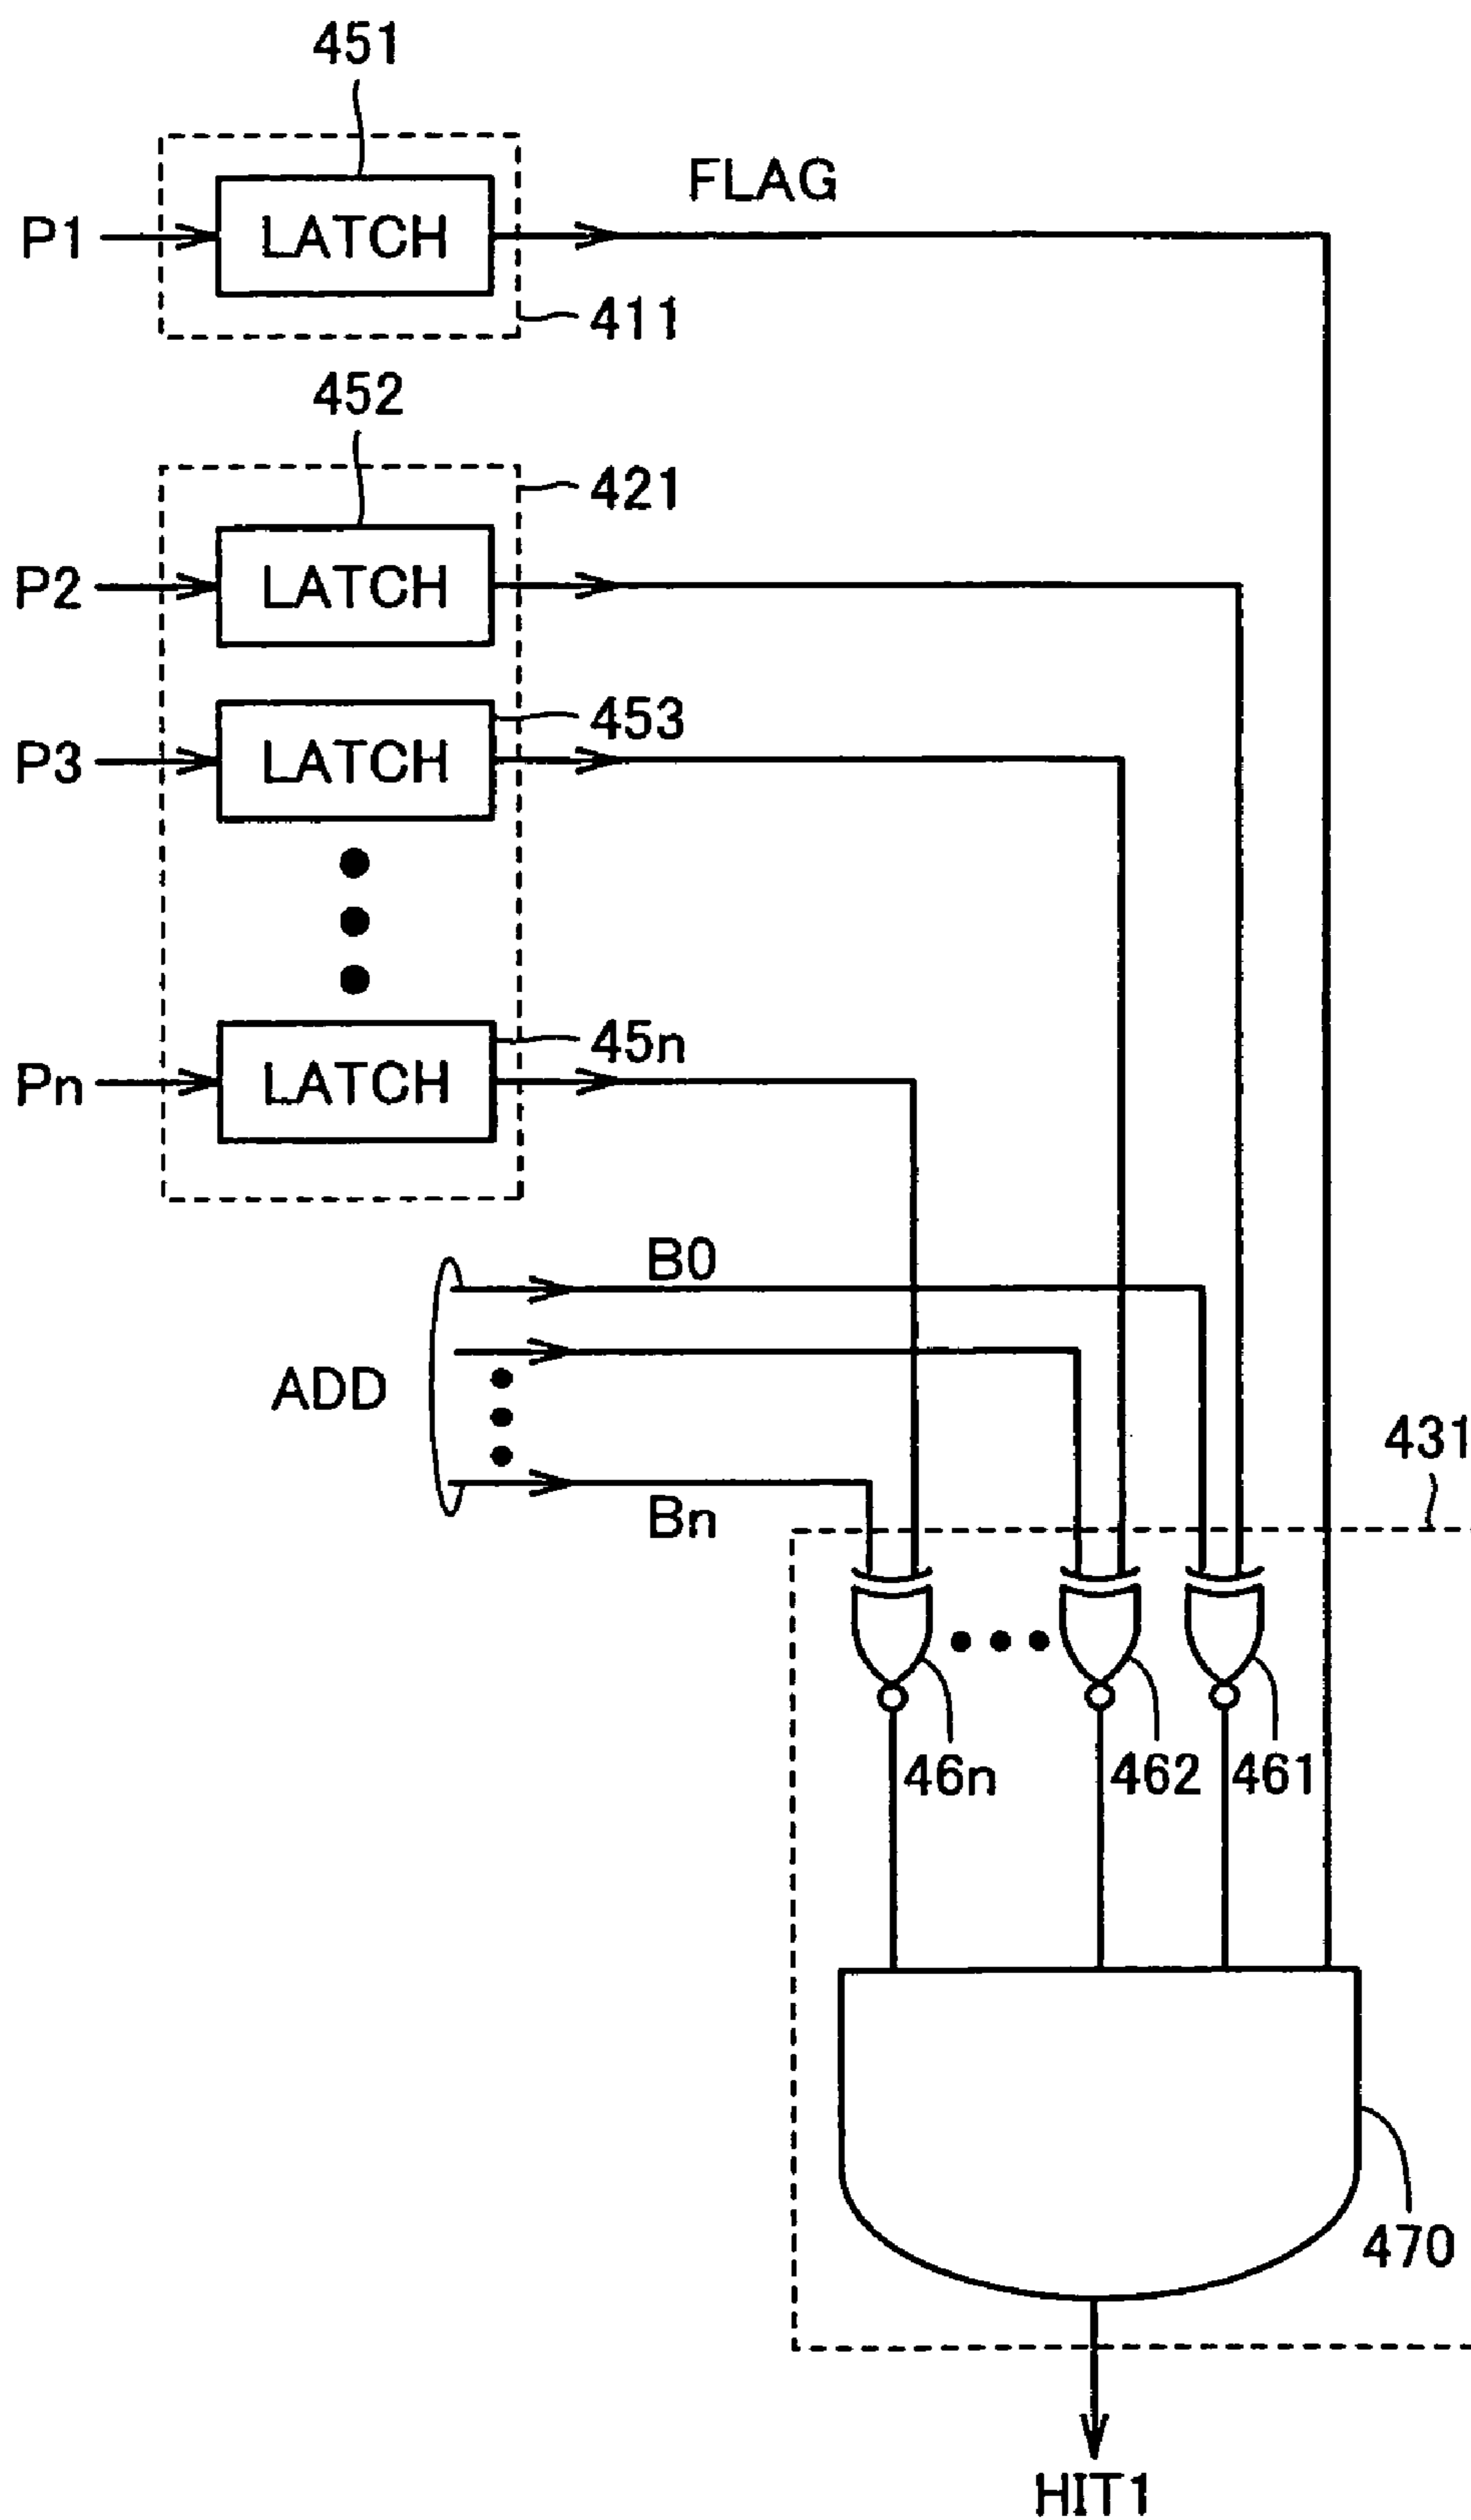 451
FLAG
P1
LATCH
411
452
421
P2
LATCH
453
P3
LATCH
45n
Pn
LATCH
B0
ADD
431
Bn
46n
462
461
470
HIT1